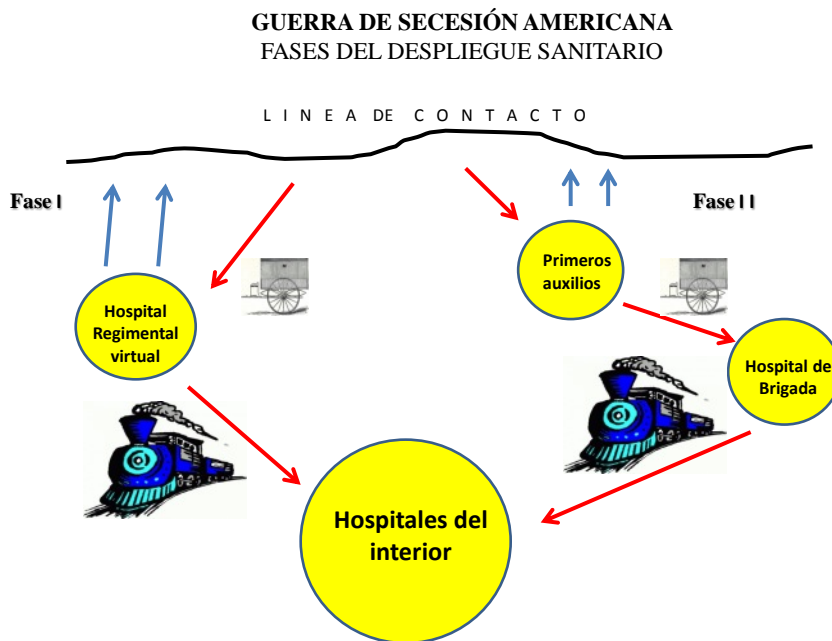 GUERRA DE SECESIÓN AMERICANA
FASES DEL DESPLIEGUE SANITARIO
L I N E A DE C O N T A C T O
Fase I
Fase I I
Primeros
auxilios
Hospital
Regimental
virtual
Hospital de
Brigada
Hospitales del
interior